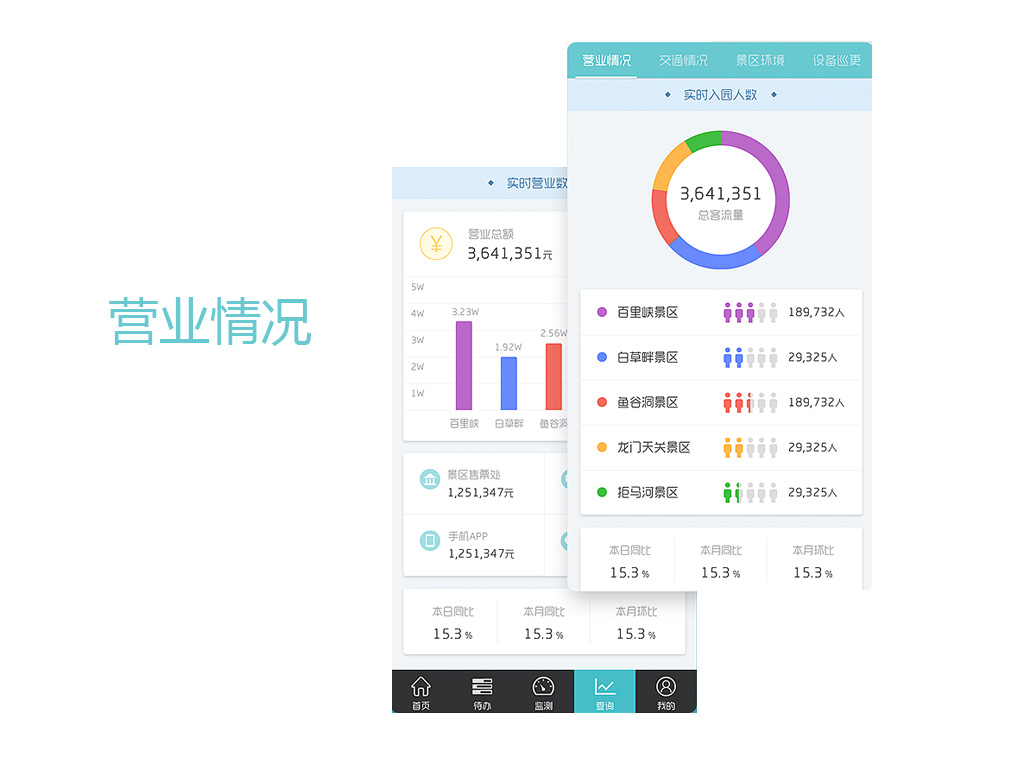 营业情况
营业情况 交通情况 景区环境 设备巡更
实时入园人数
3,641,351
总客流量
百里峡景区 189,732人
白草畔景区 29,325人
鱼谷洞景区 189,732人
龙门天关景区 29,325人
拒马河景区 29,325人
本日同比 本月同比 本月环比
15.3% 15.3% 15.3%
实时营业数
¥
营业总额
3,641,351元
5W
4W
3W
2W
1W
3.23W 1.92W 2.56W
百里峡 白草畔 鱼谷洞
景区售票处
1,251,347元
手机APP
1,251,347元
本日同比 本月同比 本月环比
15.3% 15.3% 15.3%
首页 待办 监测 查询 我的